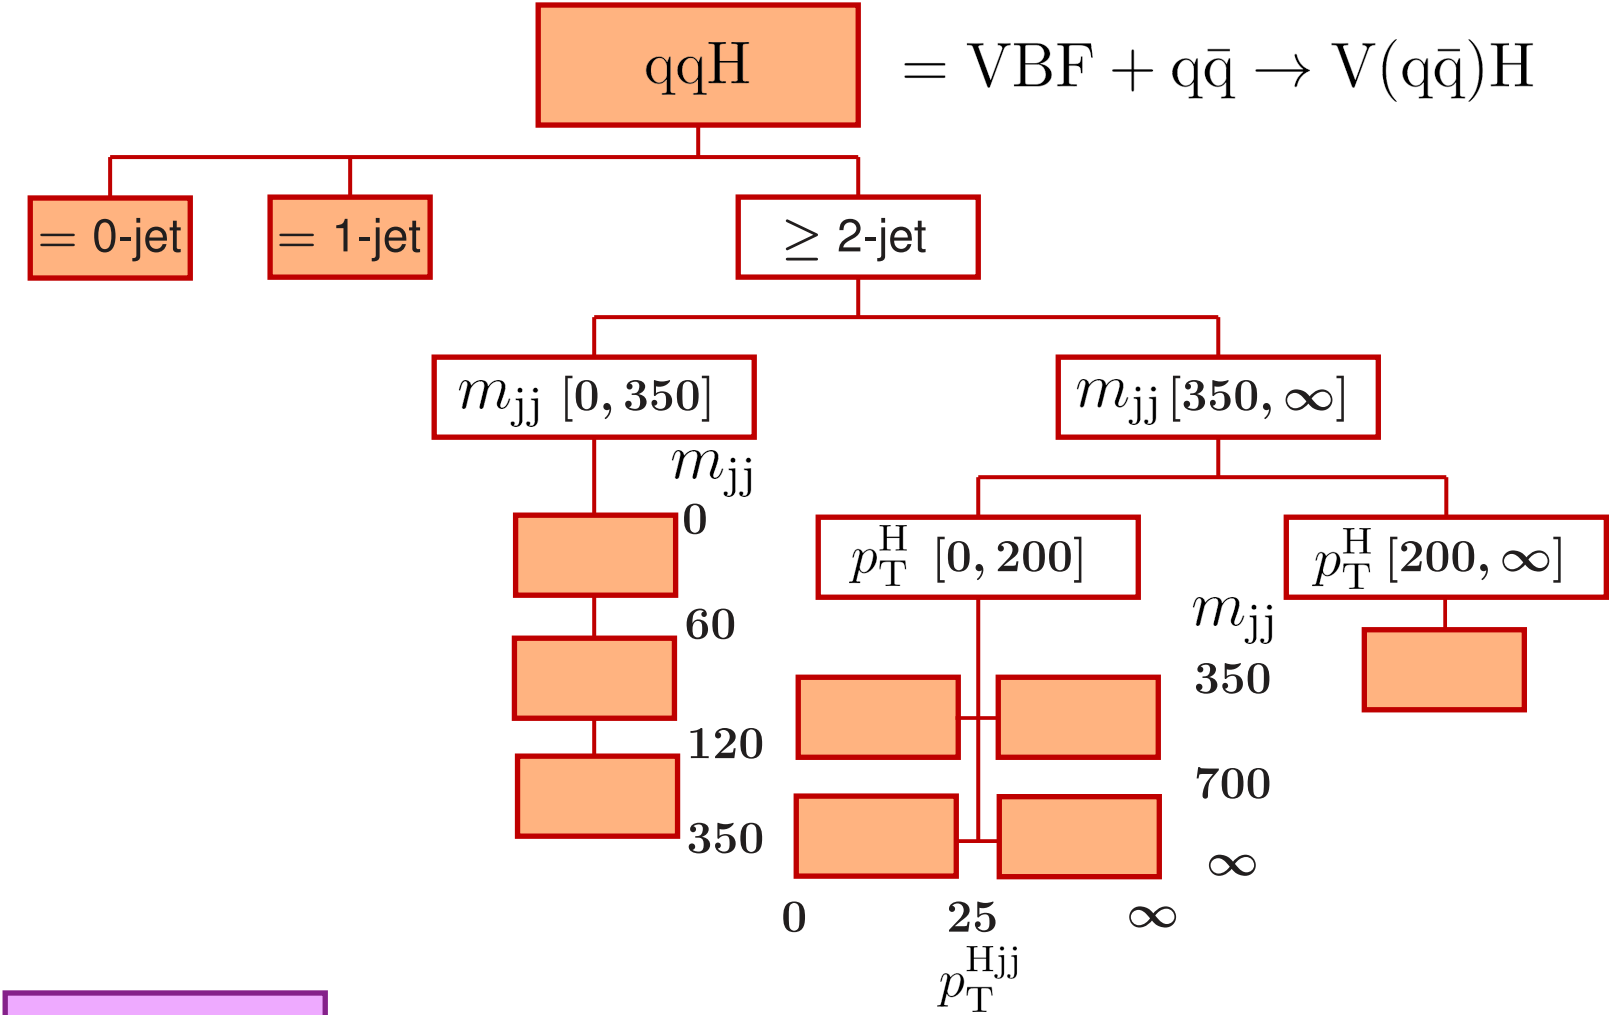 qqH = VBF + qq̄ → V(qq̄)H
= 0-jet
= 1-jet
≥ 2-jet
m_jj [0, 350]
m_jj [350, ∞]
m_jj
0
60
120
350
p_T^H [0, 200]
p_T^H [200, ∞]
m_jj
350
700
∞
0 25 ∞
p_T^Hjj